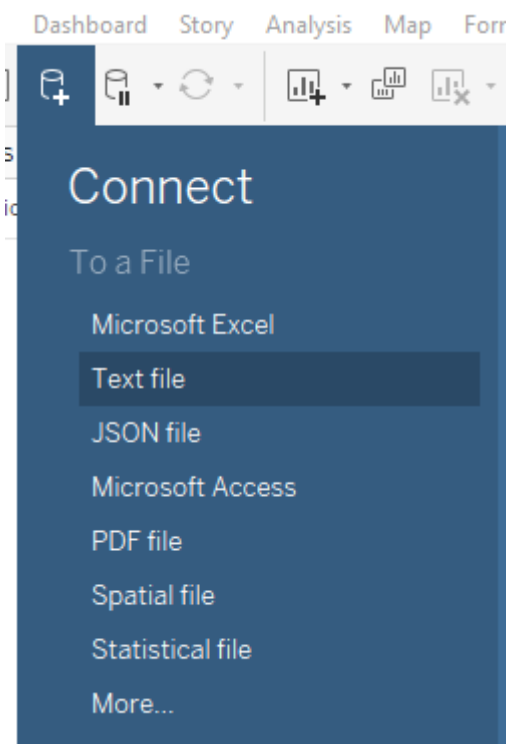 Dashboard Story Analysis Map
Connect
To a File
Microsoft Excel
Text file
JSON file
Microsoft Access
PDF file
Spatial file
Statistical file
More...